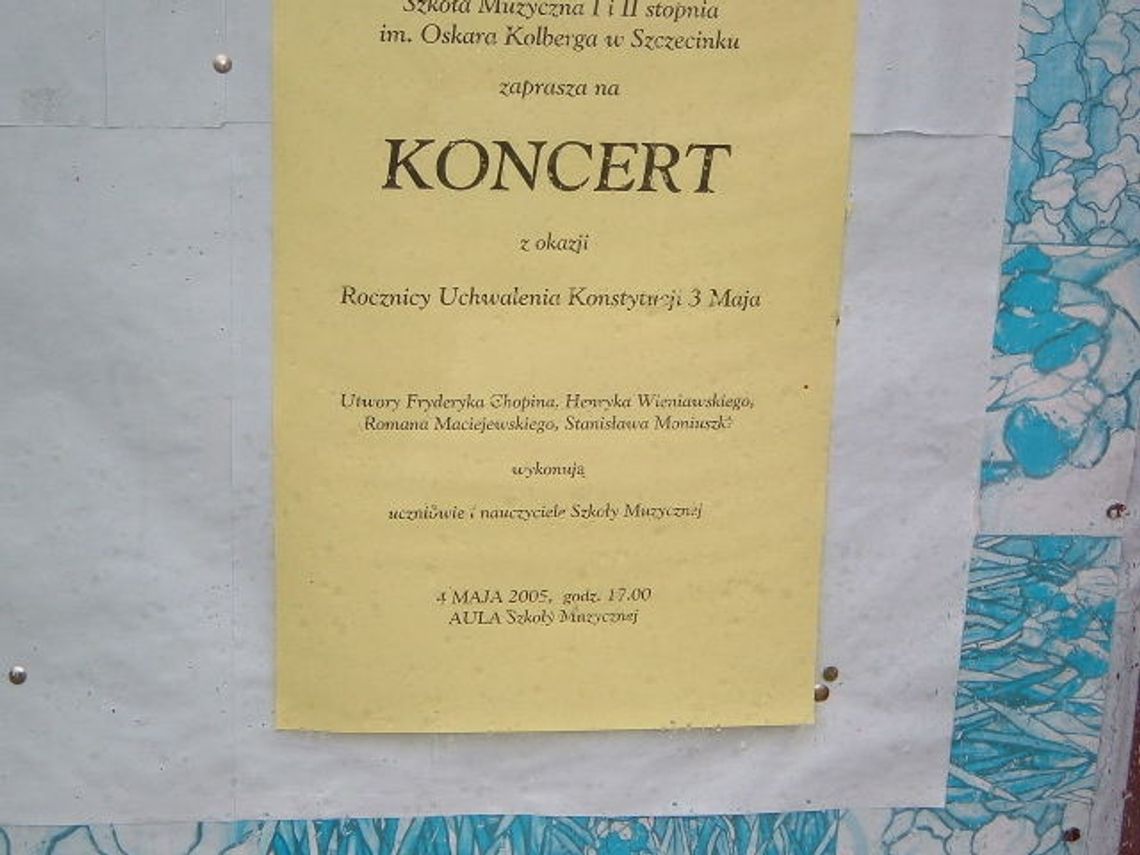 Szkoła Muzyczna I i II stopnia
im. Oskara Kolberga w Szczecinku
zaprasza na
KONCERT
z okazji
Rocznicy Uchwalenia Konstytucji 3 Maja
Utwory Fryderyka Chopina, Henryka Wieniawskiego,
Romana Maciejewskiego, Stanisława Moniuszki
wykonują
uczniowie i nauczyciele Szkoły Muzycznej
4 MAJA 2005, godz. 17.00
AULA Szkoły Muzycznej